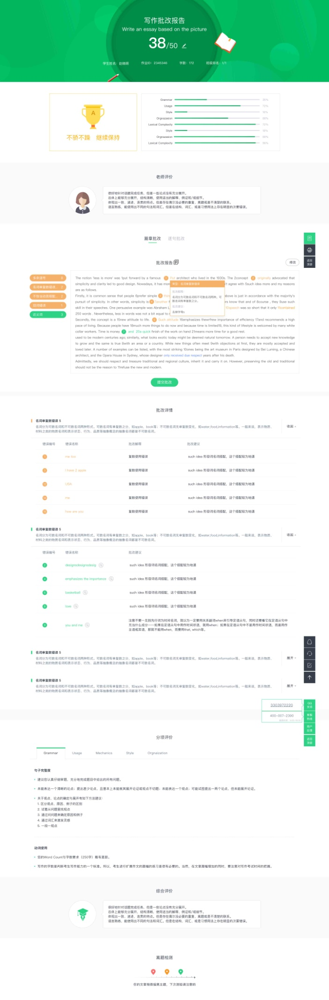 写作批改报告
Write an essay based on the picture
38/50
学生姓名：赵晓明 作业ID：2345346 字数：172 班级排名：1/1
A
不骄不躁 继续保持
Grammar
Usage 72%
Style
Orgnazasion
Lexical Complexity 72%
Style
Orgnazasion
Lexical Complexity
老师评价
很好地针对话题完成任务，但是一些论点没有充分展开。
总体上能够充分展开，结构清晰，使用适当的解释、例证和/或细节。
体现出一致、递进、连贯的特点。但是存在偶尔没必要的重复、离题或是不清楚的联系。
语言熟练，能使用出不同的句法和词汇。但是在结构、词汇、或是习惯用法上存在明显的次要错误。
篇章批改 逐句批改
批改报告
修改
返回
顶部
多余逗号
名词单复数错误... 2
2
冠词错误 1
近义词 3
The notion 'less is more' was 1put forward by a famous 1 Put architect who lived in the 1930s. The 2concept 2 originally advocated that
simplicity and clarity led to good design. Nowadays, it has mor 't agree with 5such idea more and my reasons
are as follows.
Firstly, it is common sense that people 6prefer simple above is just in accordance with the majority's
pursuit of simplicity. In other words, simplicity is 7another ers know that and of 8course , they 9use such
skill in their speeches. One persuasive example was Abraham L 10speech was so short that it only 11contained
250 words . Nevertheless, less in words was not a bit equal to
Secondly, the concept is a 15new attitude to life. 6 Such attitude 16emphasizes thewrfrew importance of efficiency 17and recommends a high
pace of living. Because people have 18much more things to do now and because time is limited19, this kind of lifestyle is welcomed by many white
collar workers. Time is money 7 and 20a quick finish of the work on hand 21means more time for a good rest.
used to be modern centuries ago; similarly, what looks exotic today might be deemed natural tomorrow. A person needs to accept new knowledge
to grow and the same is true 8with an area or a country. While new things often meet 9with objections at first, they are mostly accepted and
loved later. A number of examples can be listed, with the most striking 10ones being the art museum in Paris designed by Bei Luming, a Chinese
architect, and the Opera House in Sydney, whose designer only received due respect years after his death.
Admittedly, we should respect and treasure traditional and regional culture, inherit it and carry it on. However, preserving the old and traditional
should not be the reason to 11refuse the new and modern.
类型：名词单复数错误
批改解释：
名词分为可数名词和不可数名词两种，可
数名词有单复数之分。
批改建议：
去掉字母s
提交批改
批改详情
名词单复数错误 5
名词分为可数名词和不可数名词两种形式。可数名词有单复数之分，如apple、book等；不可数名词无单复数变化，如water,food,information等。一般来说，表示物质、
材料之类的物质名词和表示状态、行为、品质等抽象概念的抽象名词都是不可数名词。
收起
错误编号 错误名称 批改解释 批改建议
me too 复数使用错误 such idea 形容词名词搭配，这个搭配较为地道
I have 2 apple 复数使用错误 such idea 形容词名词搭配，这个搭配较为地道
USA 复数使用错误 such idea 形容词名词搭配，这个搭配较为地道
me 复数使用错误 such idea 形容词名词搭配，这个搭配较为地道
how are you 复数使用错误 such idea 形容词名词搭配，这个搭配较为地道
名词单复数错误 5
名词分为可数名词和不可数名词两种形式。可数名词有单复数之分，如apple、book等；不可数名词无单复数变化，如water,food,information等。一般来说，表示物质、
材料之类的物质名词和表示状态、行为、品质等抽象概念的抽象名词都是不可数名词。
收起
错误编号 错误名称 批改建议
2 designsdesignsdesig such idea 形容词名词搭配，这个搭配较为地道
4 emphasizes the importance such idea 形容词名词搭配，这个搭配较为地道
basketball such idea 形容词名词搭配，这个搭配较为地道
love such idea 形容词名词搭配，这个搭配较为地道
you and me 注意不要一见到先行词为时间名词，就以为一定要用关系副词when来引导定语从句，同时还要看它在定语从句中
充当什么成分——如果在定语从句中用作时间状语，就用when；如果在定语从句中不是用作时间状语，而是用作
主语或宾语，那就不能用when，而要用that, which等。
名词单复数错误 5
名词分为可数名词和不可数名词两种形式。可数名词有单复数之分，如apple、book等；不可数名词无单复数变化，如water,food,information等。一般来说，表示物质、
材料之类的物质名词和表示状态、行为、品质等抽象概念的抽象名词都是不可数名词。
展开
名词单复数错误 5
名词分为可数名词和不可数名词两种形式。可数名词有单复数之分，如apple、book等；不可数名词无单复数变化，如water,food,information等。一般来说，表示物质、
材料之类的物质名词和表示状态、行为、品质等抽象概念的抽象名词都是不可数名词。
展开
3303972220
QQ
支持
400-007-2390
客服
热线
用户
反馈
返回
顶部
分项评价
Grammar Usage Mechanics Style Orgnaization
句子完整度
建议您认真仔细审题，充分地完成题目中给出的所有问题。
未能表达一个清晰的论点；提出甚少论点，且基本上未能就其展开论证或观点不切题；未能表达一个观点；可能试图提出一两个论点，但未能展开论证。
关于观点、论点的确定与展开有如下方法建议：
1. 区分观点、原因、例子的区别
2. 试着从问题里找观点
3. 通过问问题来确定原因和例子
4. 通过词汇来激发灵感
5. 一段一观点
动词使用
您的Word Count与字数要求（250字）略有差距。
写作的字数是判断考生写作能力的一个标准。所以，考生进行扩展作文的篇幅的练习是很有必要的。当然，在文章篇幅增加的同时，要注意对写作考试时间的把握。
综合评价
很好地针对话题完成任务，但是一些论点没有充分展开。
总体上能够充分展开，结构清晰，使用适当的解释、例证和/或细节。
体现出一致、递进、连贯的特点。但是存在偶尔没必要的重复、离题或是不清楚的联系。
语言熟练，能使用出不同的句法和词汇。但是在结构、词汇、或是习惯用法上存在明显的次要错误。
离题检测
你的文章稍微偏离主题，下次测验请注意哟